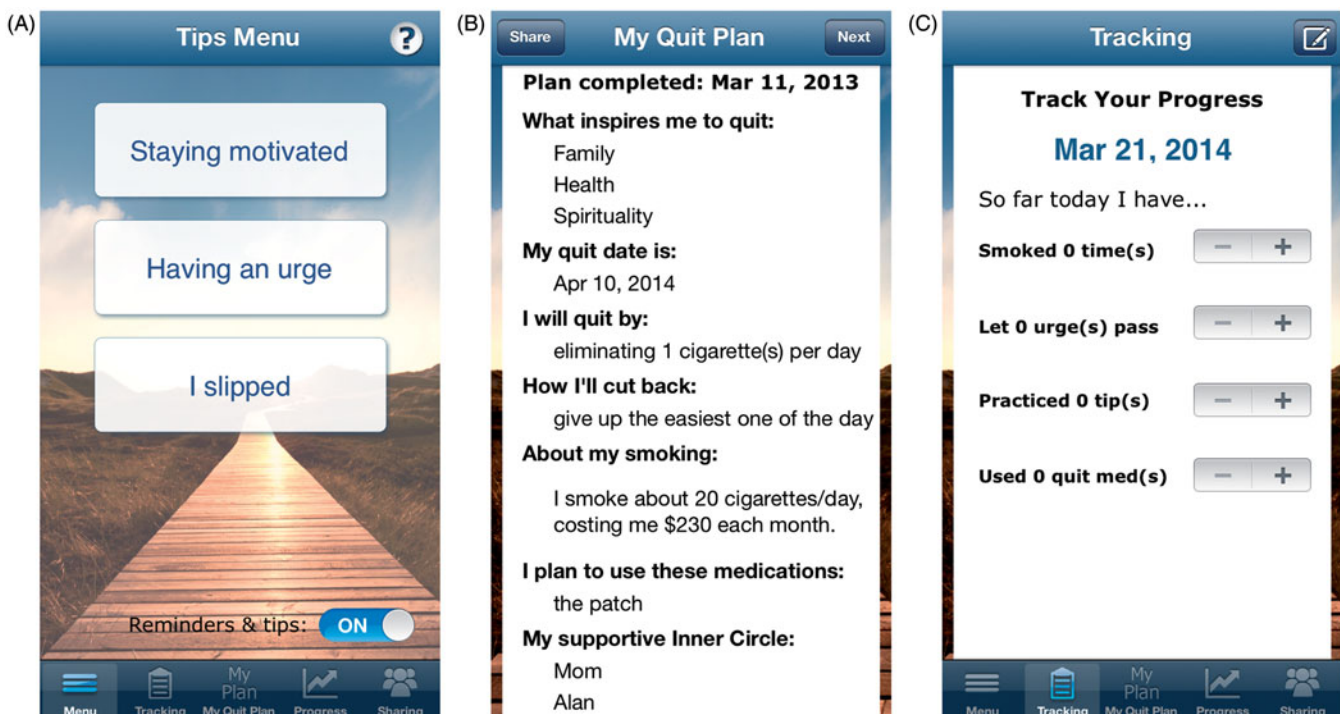 (A)
Tips Menu
?
Staying motivated
Having an urge
I slipped
Reminders & tips: ON
My
Plan
Menu Tracking My Quit Plan Progress Sharing
(B)
Share My Quit Plan Next
Plan completed: Mar 11, 2013
What inspires me to quit:
Family
Health
Spirituality
My quit date is:
Apr 10, 2014
I will quit by:
eliminating 1 cigarette(s) per day
How I'll cut back:
give up the easiest one of the day
About my smoking:
I smoke about 20 cigarettes/day,
costing me $230 each month.
I plan to use these medications:
the patch
My supportive Inner Circle:
Mom
Alan
(C)
Tracking
Track Your Progress
Mar 21, 2014
So far today I have...
Smoked 0 time(s) − +
Let 0 urge(s) pass − +
Practiced 0 tip(s) − +
Used 0 quit med(s) − +
My
Plan
Menu Tracking My Quit Plan Progress Sharing